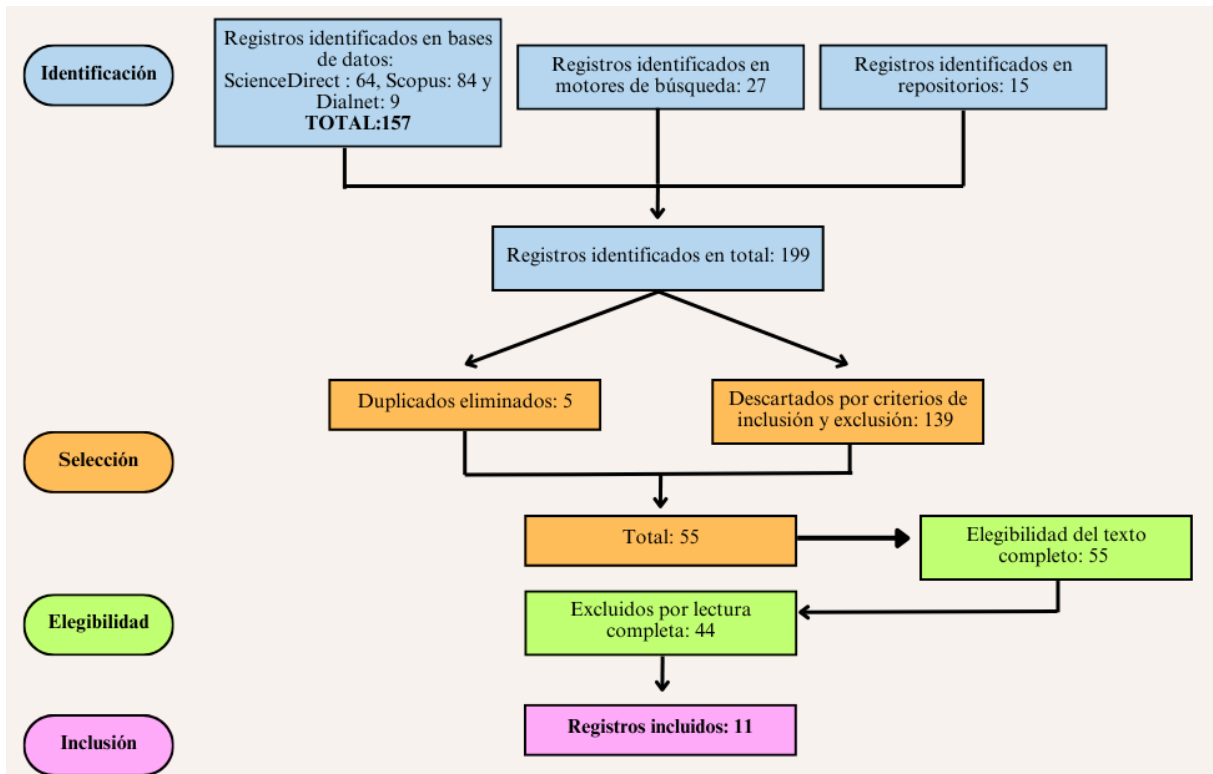 Identificación
Registros identificados en bases
de datos:
ScienceDirect : 64, Scopus: 84 y
Dialnet: 9
TOTAL:157
Registros identificados en
motores de búsqueda: 27
Registros identificados en
repositorios: 15
Registros identificados en total: 199
Duplicados eliminados: 5
Descartados por criterios de
inclusión y exclusión: 139
Selección
Total: 55
Elegibilidad del texto
completo: 55
Elegibilidad
Excluidos por lectura
completa: 44
Inclusión
Registros incluidos: 11